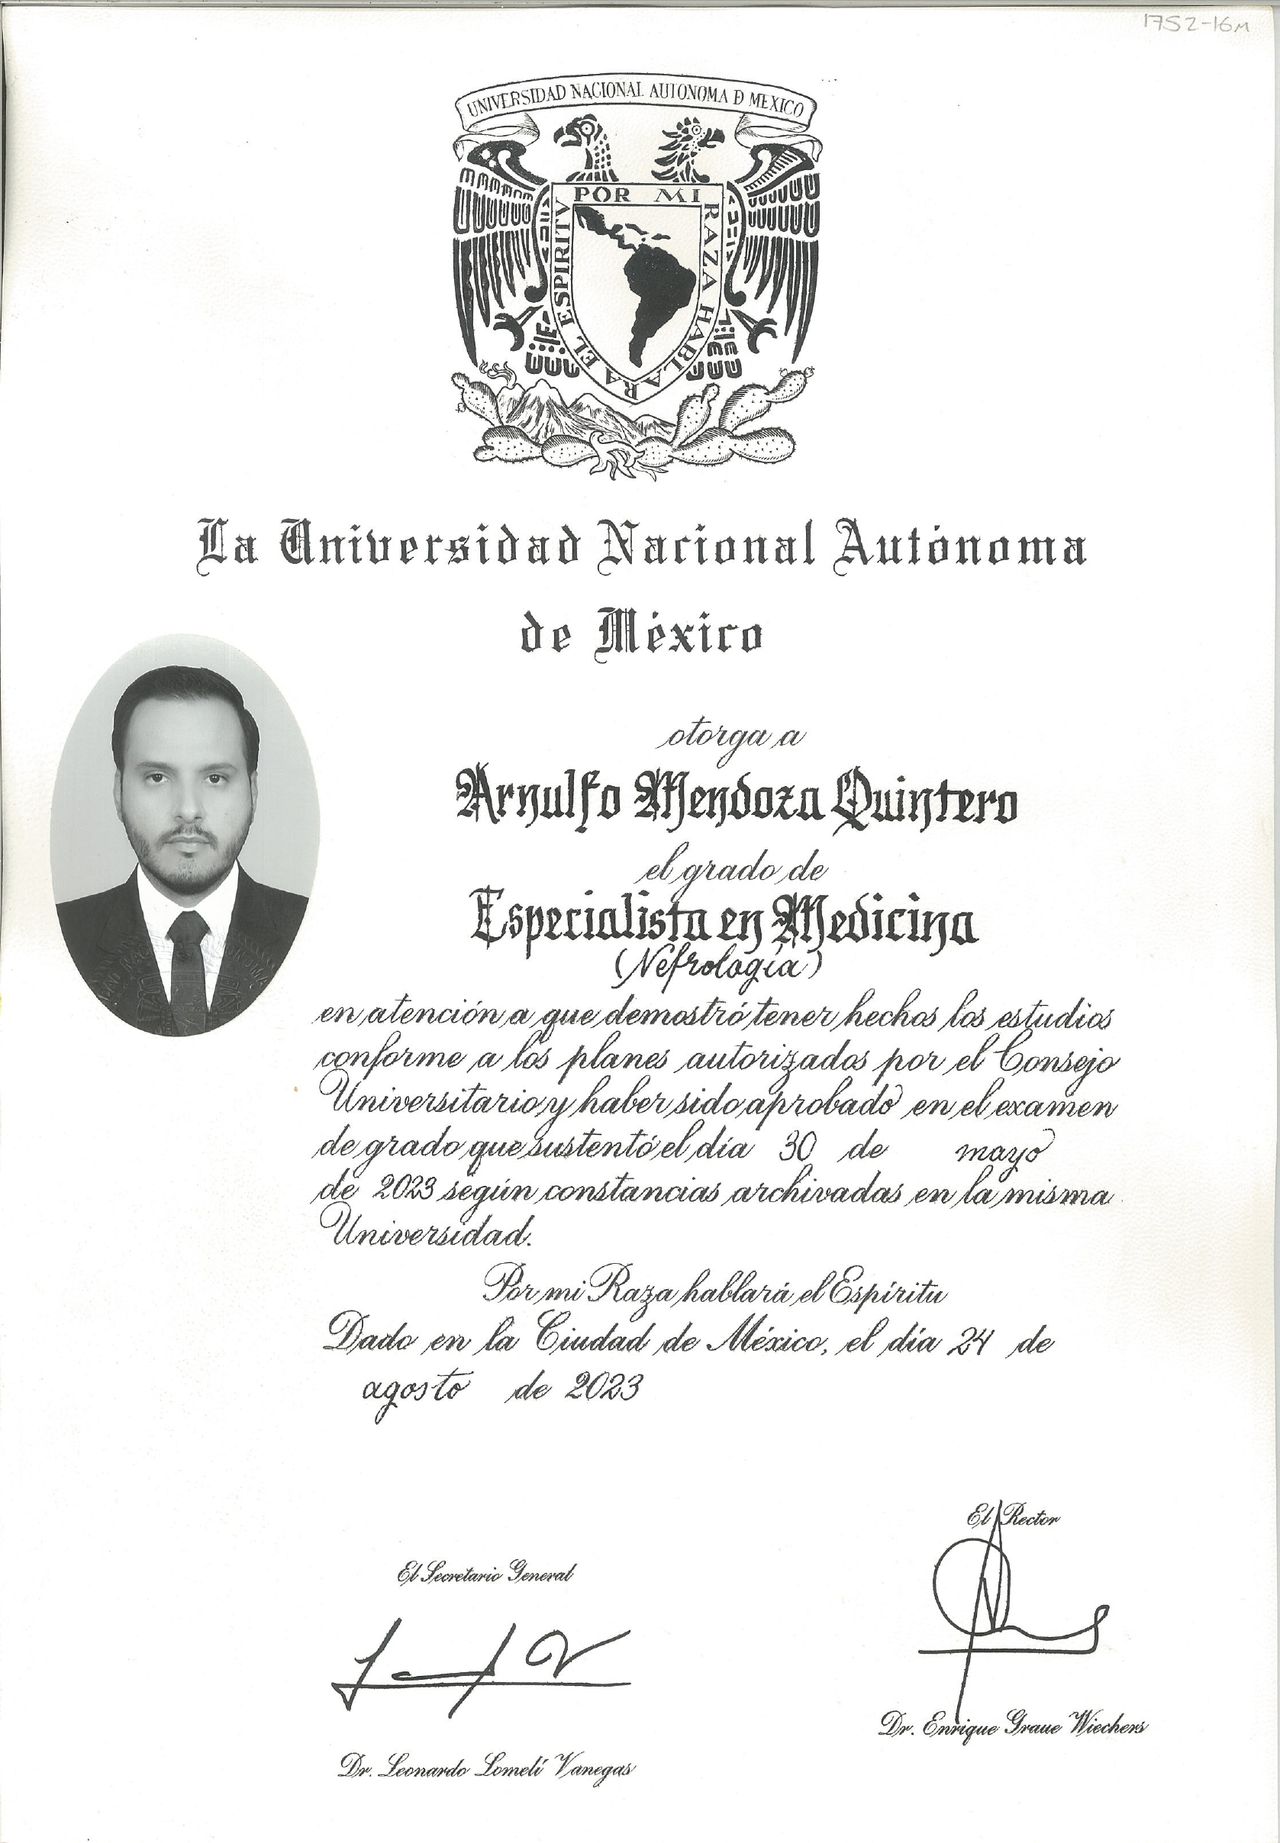 1752-16M
UNIVERSIDAD NACIONAL AUTONOMA D MEXICO
POR MI RAZA HABLARA EL ESPIRITV
La Universidad Nacional Autónoma
de México
otorga a
Arnulfo Mendoza Quintero
el grado de
Especialista en Medicina
(Nefrología)
en atención a que demostró tener hechos los estudios
conforme a los planes autorizados por el Consejo
Universitario y haber sido aprobado en el examen
de grado que sustentó el día 30 de mayo
de 2023 según constancias archivadas en la misma
Universidad.
Por mi Raza hablará el Espíritu
Dado en la Ciudad de México, el día 24 de
agosto de 2023
El Rector
El Secretario General
Dr. Enrique Graue Wiechers
Dr. Leonardo Lomelí Vanegas